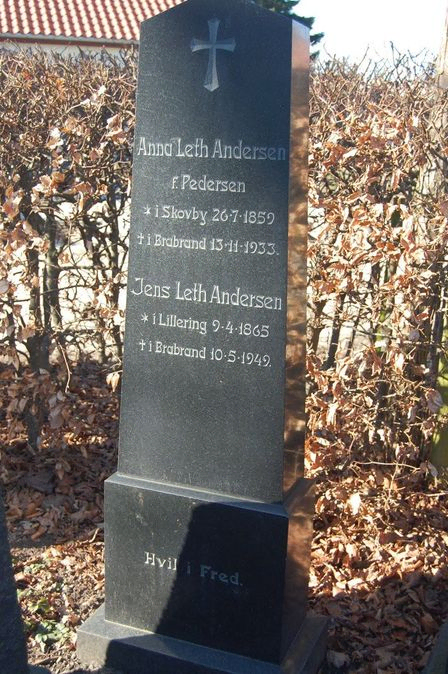 Anna Leth Andersen
f. Pedersen
* i Skovby 26·7·1859
† i Brabrand 13·11·1933.
Jens Leth Andersen
* i Lillering 9·4·1865
† i Brabrand 10·5·1949.
Hvil i Fred.